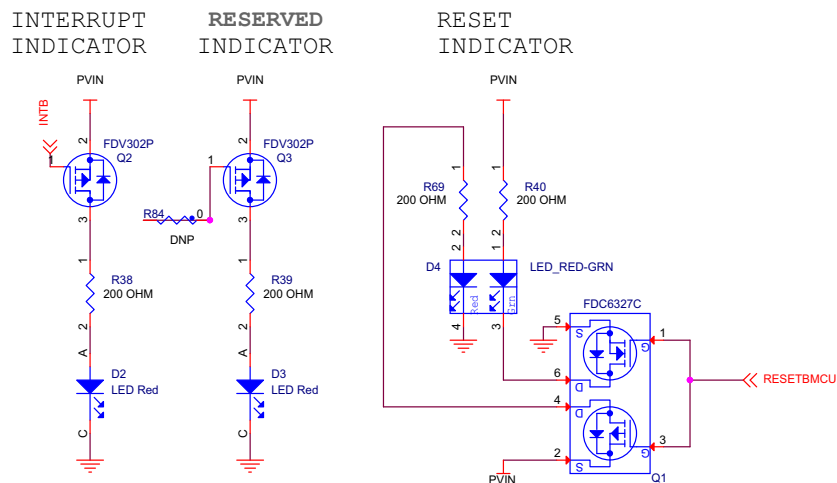 INTERRUPT
INDICATOR
RESERVED
INDICATOR
RESET
INDICATOR
PVIN
PVIN
PVIN
INTB
1
2
FDV302P
Q2
3
1
2
FDV302P
Q3
3
R84
0
DNP
1
R38
200 OHM
2
A
D2
LED Red
C
1
R39
200 OHM
2
A
D3
LED Red
C
1
R69
200 OHM
2
1
R40
200 OHM
2
2
1
D4
LED_RED-GRN
Red
Grn
4
3
FDC6327C
5
S
G
1
6
D
4
D
G
3
2
S
PVIN
Q1
RESETBMCU